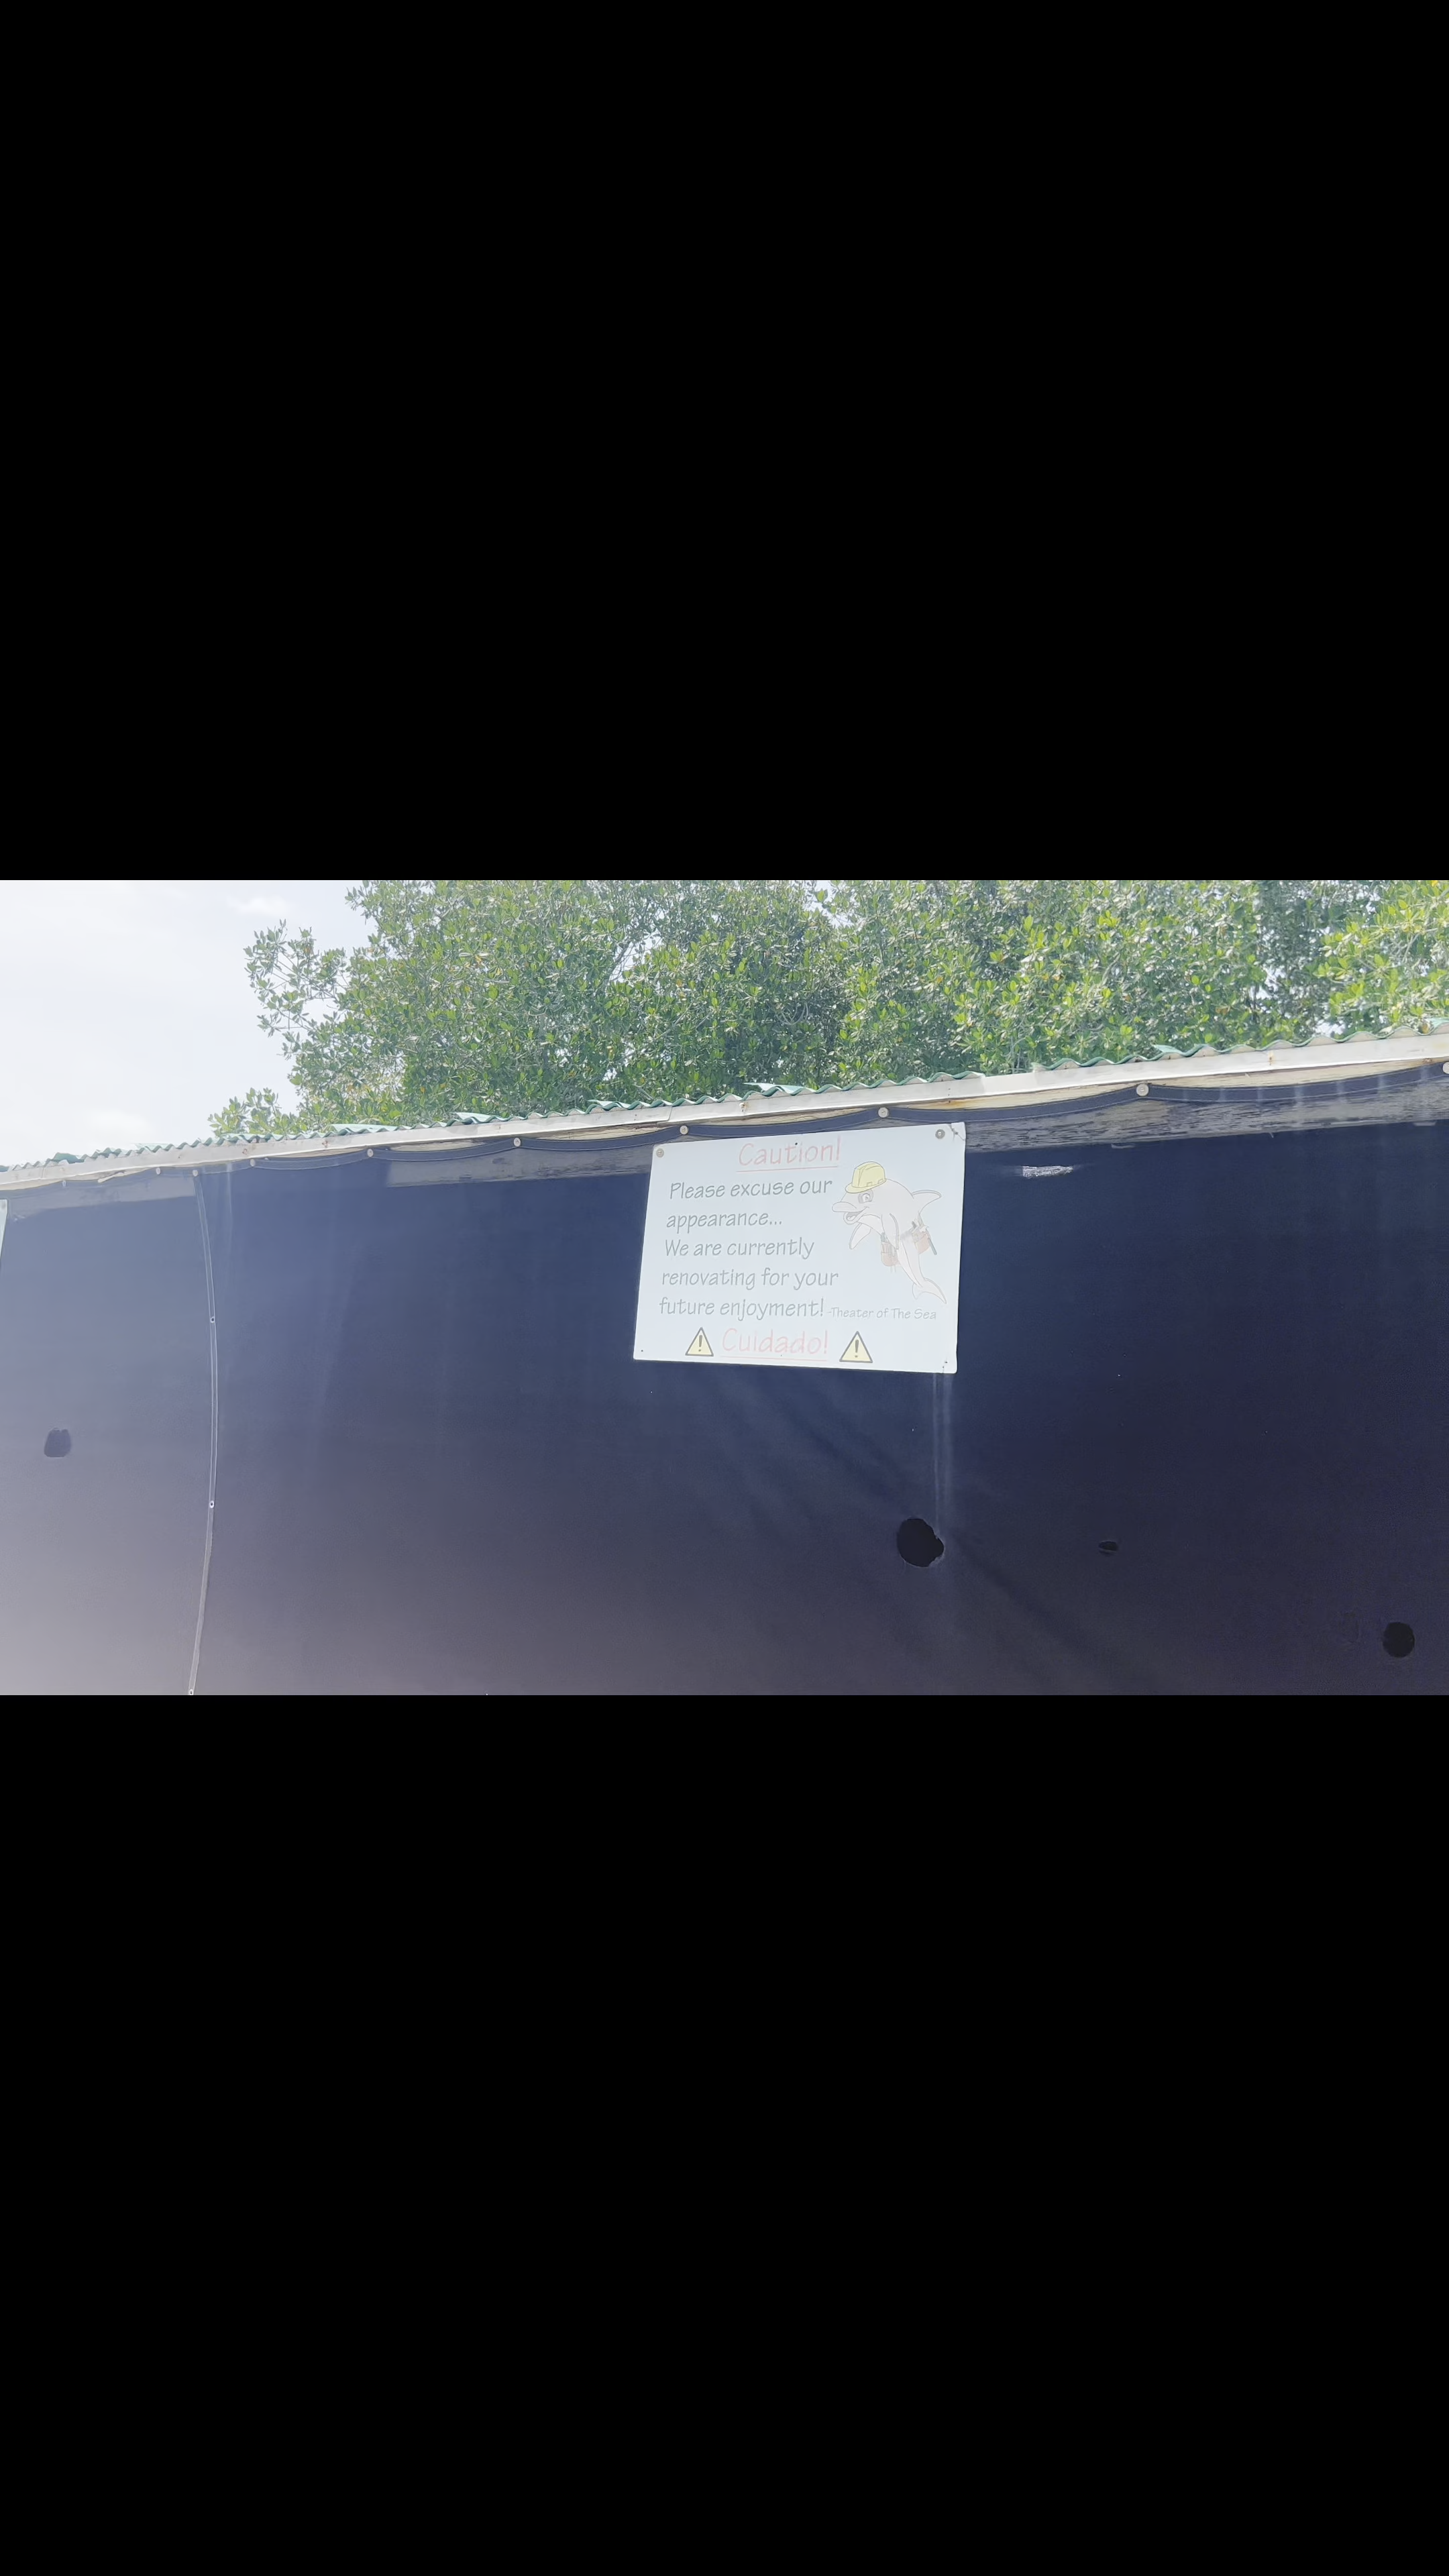 Caution!
Please excuse our
appearance...
We are currently
renovating for your
future enjoyment! -Theater of The Sea
Cuidado!